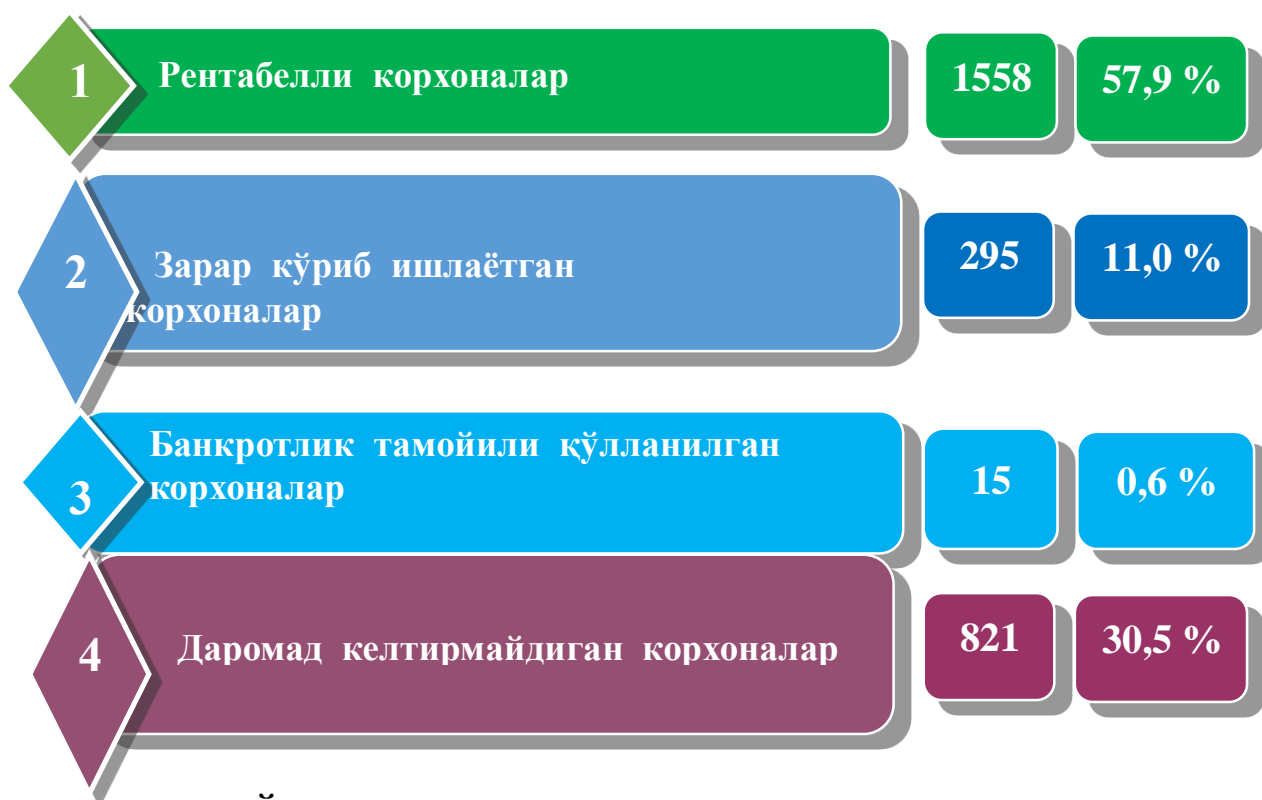 1 Рентабелли корхоналар 1558 57,9 %
2 Зарар кўриб ишлаётган 295 11,0 %
корхоналар
Банкротлик тамойили қўлланилган
3 корхоналар 15 0,6 %
4 Даромад келтирмайдиган корхоналар 821 30,5 %